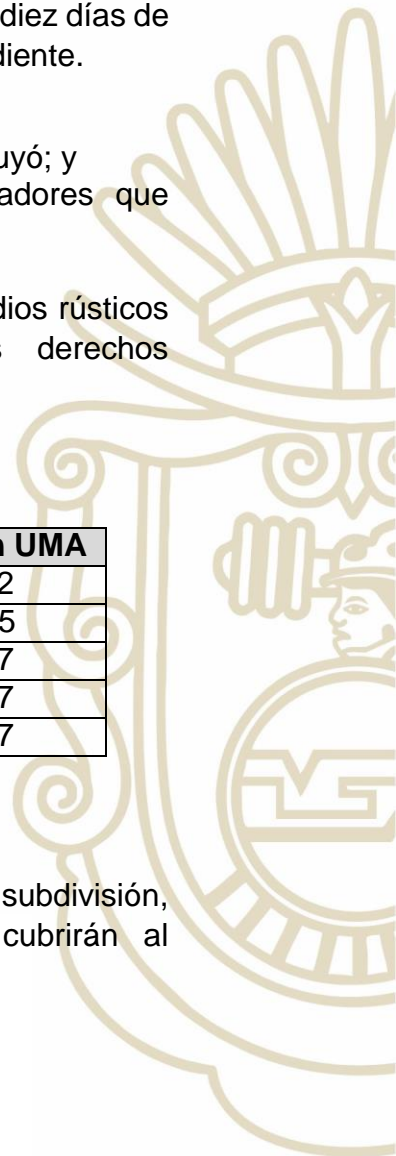 diez días de
diente.
uyó; y
adores que
dios rústicos
s derechos
n UMA
2
5
7
7
7
subdivisión,
cubrirán al